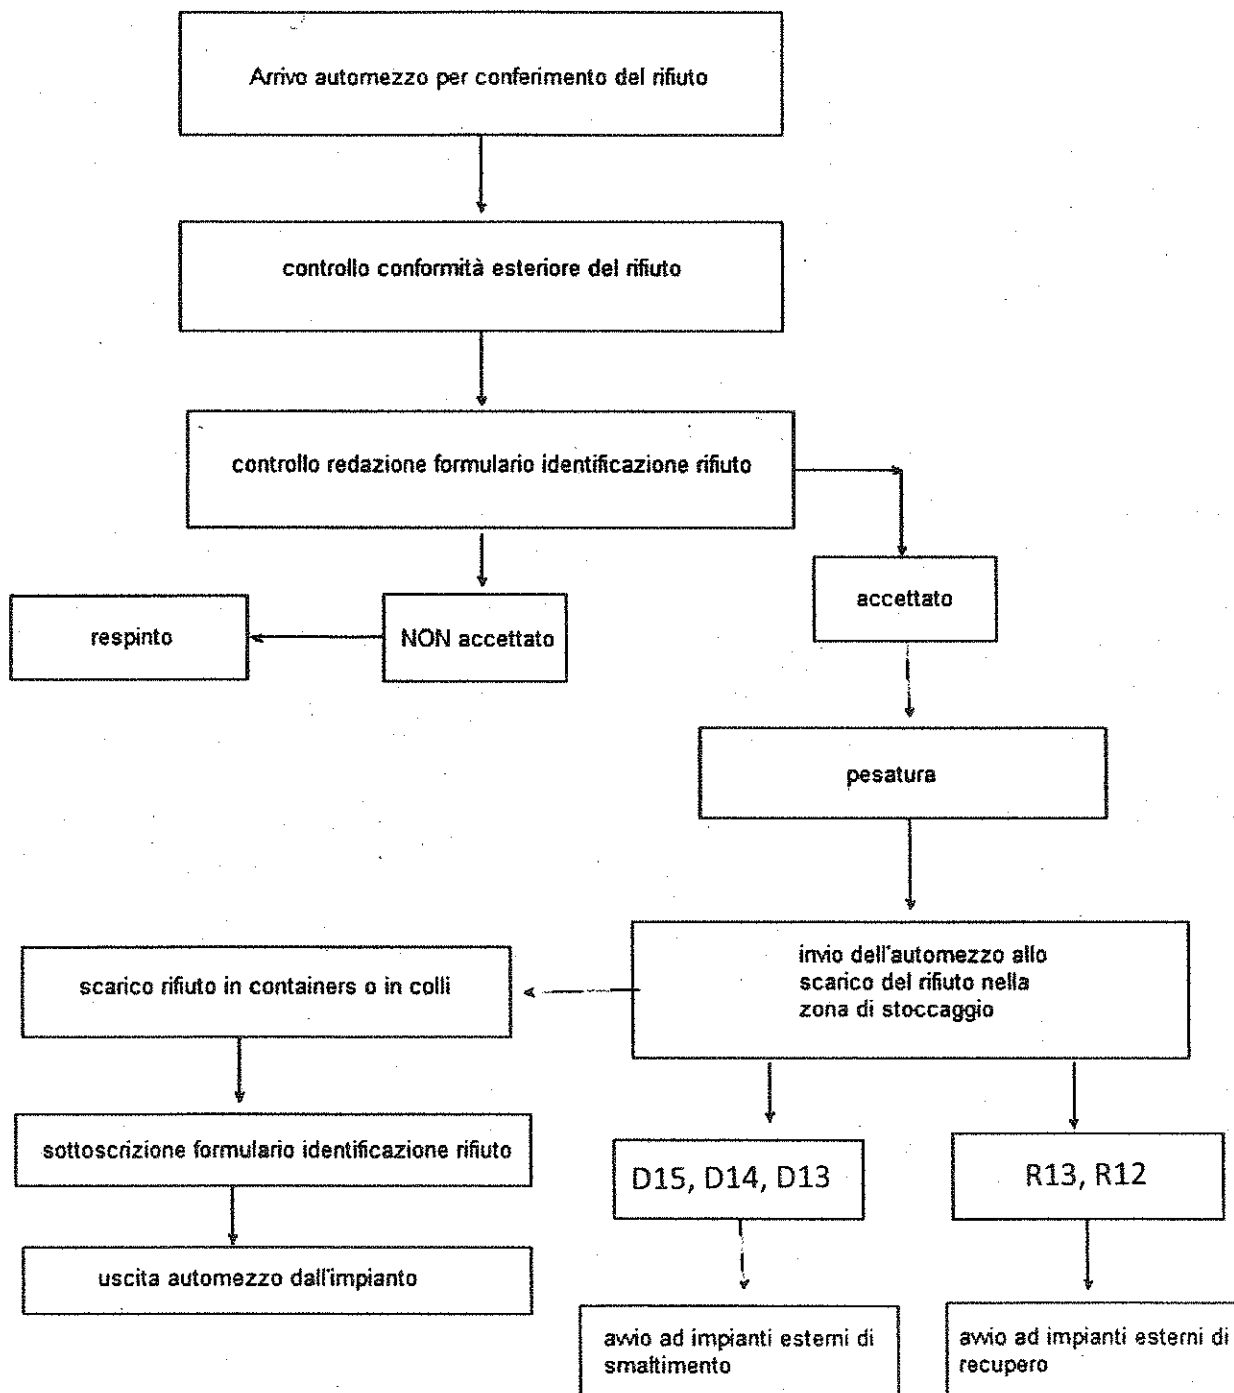 Arrivo automezzo per conferimento del rifiuto
controllo conformità esteriore del rifiuto
controllo redazione formulario identificazione rifiuto
accettato
respinto
NON accettato
pesatura
invio dell'automezzo allo
scarico del rifiuto nella
zona di stoccaggio
scarico rifiuto in containers o in colli
sottoscrizione formulario identificazione rifiuto
D15, D14, D13
R13, R12
uscita automezzo dall'impianto
avvio ad impianti esterni di
smaltimento
avvio ad impianti esterni di
recupero